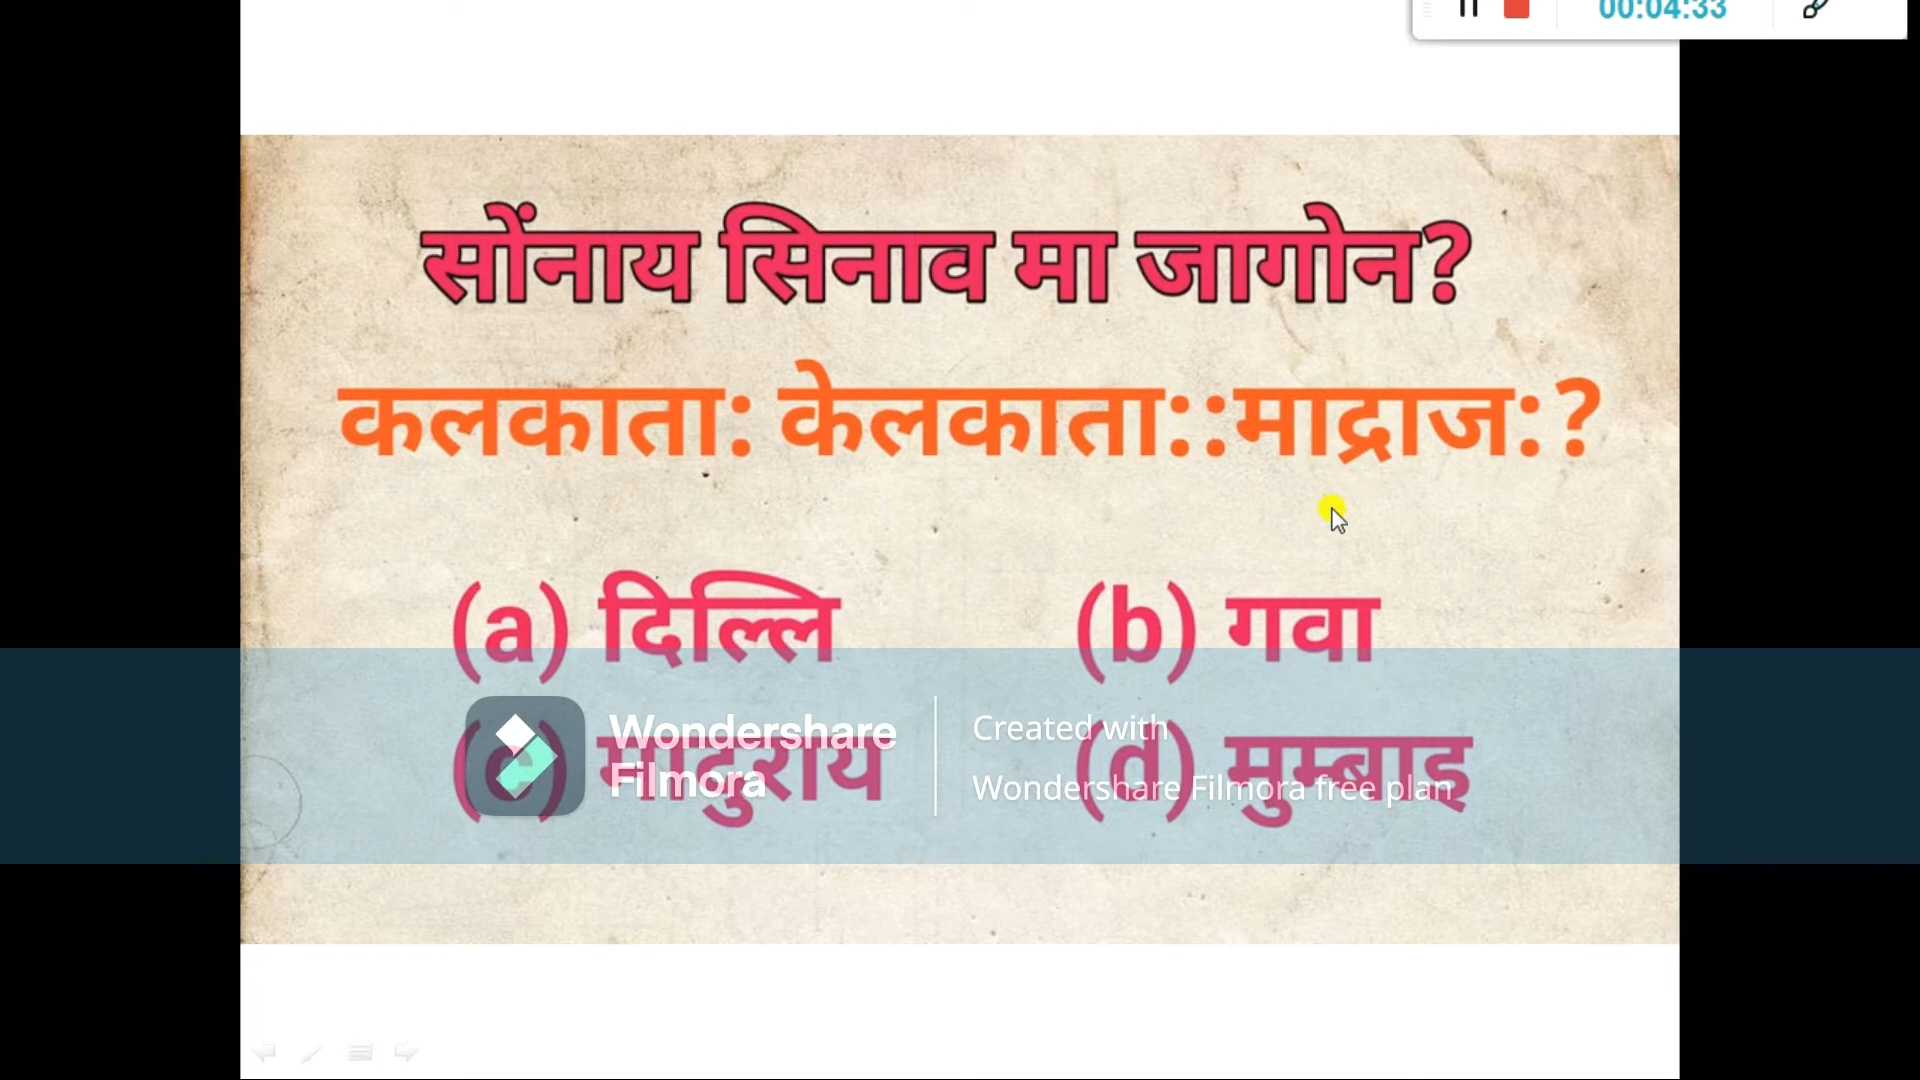 00:04:33
सोंनाय सिनाव मा जागोन?
कलकाता: केलकाता::माद्राज:?
(a) दिल्लि (b) गवा
(c) मादुराय (d) मुम्बाइ
Wondershare Filmora
Created with
Wondershare Filmora free plan